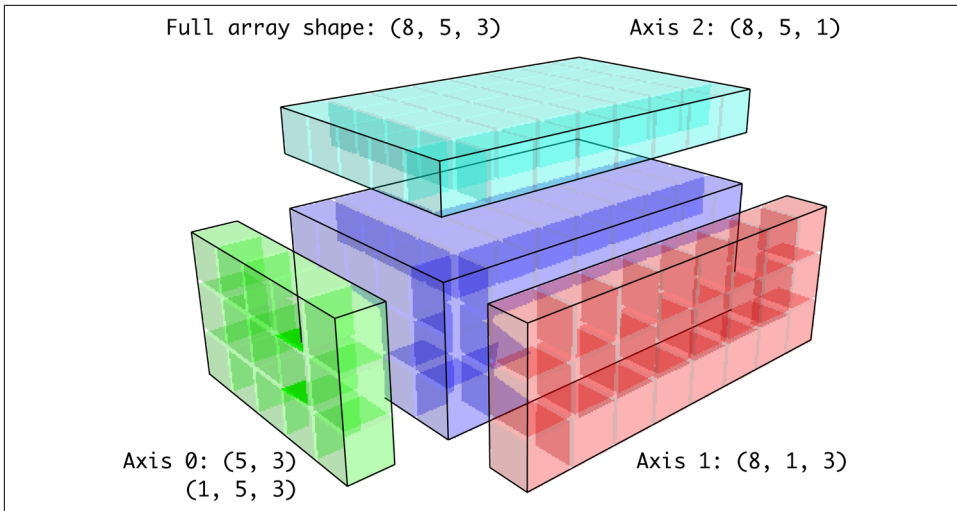 Full array shape: (8, 5, 3)
Axis 2: (8, 5, 1)
Axis 0: (5, 3)
(1, 5, 3)
Axis 1: (8, 1, 3)